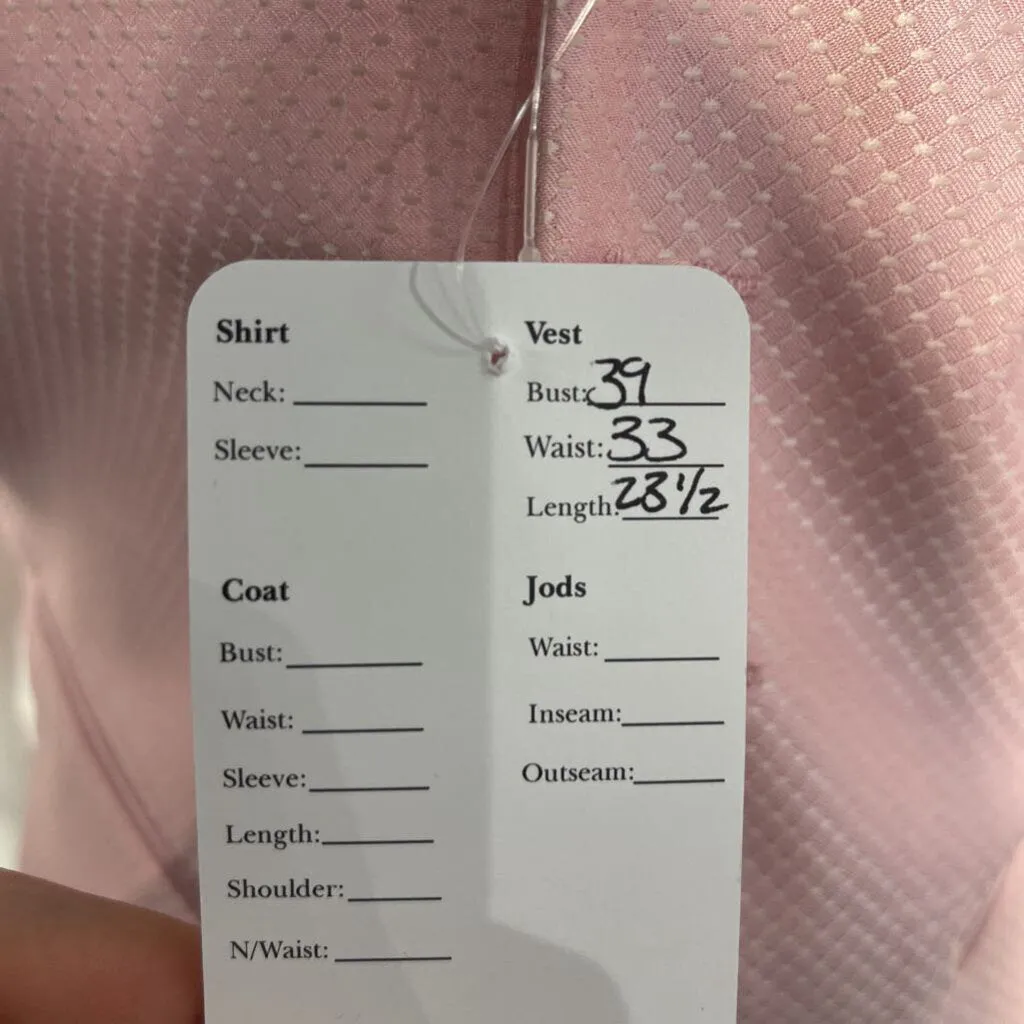 Shirt
Neck:
Sleeve:
Vest
Bust: 39
Waist: 33
Length: 23 1/2
Coat
Bust:
Waist:
Sleeve:
Length:
Shoulder:
N/Waist:
Jods
Waist:
Inseam:
Outseam: